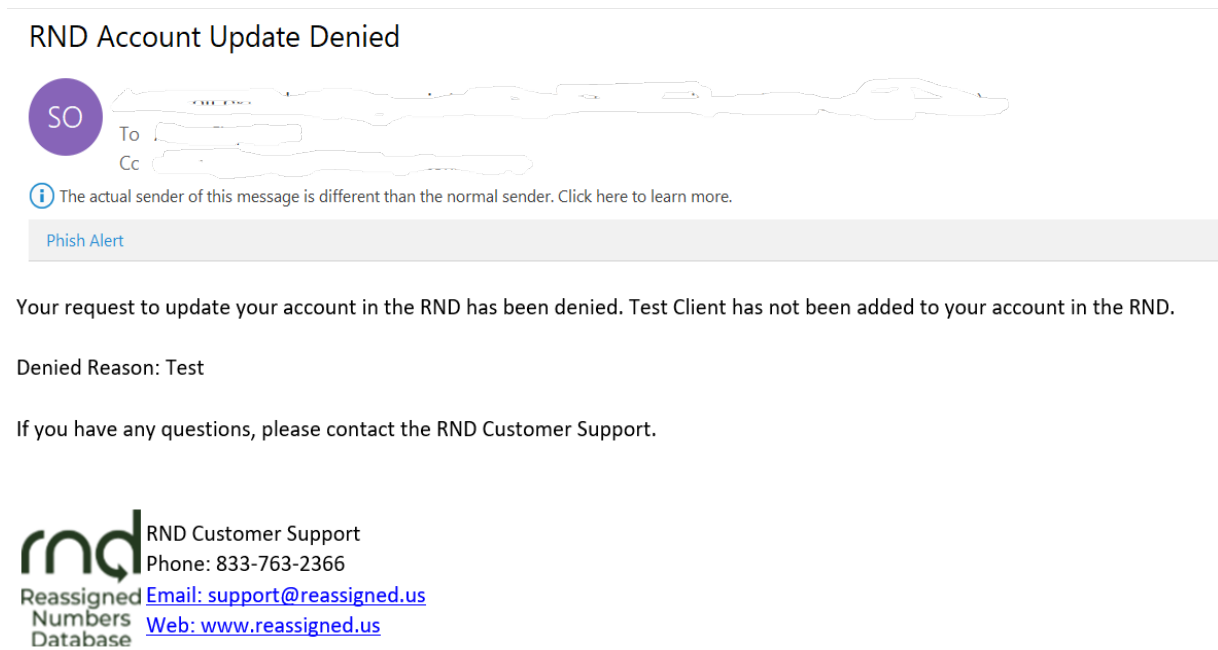 RND Account Update Denied
SO
To
Cc
The actual sender of this message is different than the normal sender. Click here to learn more.
Phish Alert
Your request to update your account in the RND has been denied. Test Client has not been added to your account in the RND.
Denied Reason: Test
If you have any questions, please contact the RND Customer Support.
rnd
Reassigned
Numbers
Database
RND Customer Support
Phone: 833-763-2366
Email: support@reassigned.us
Web: www.reassigned.us